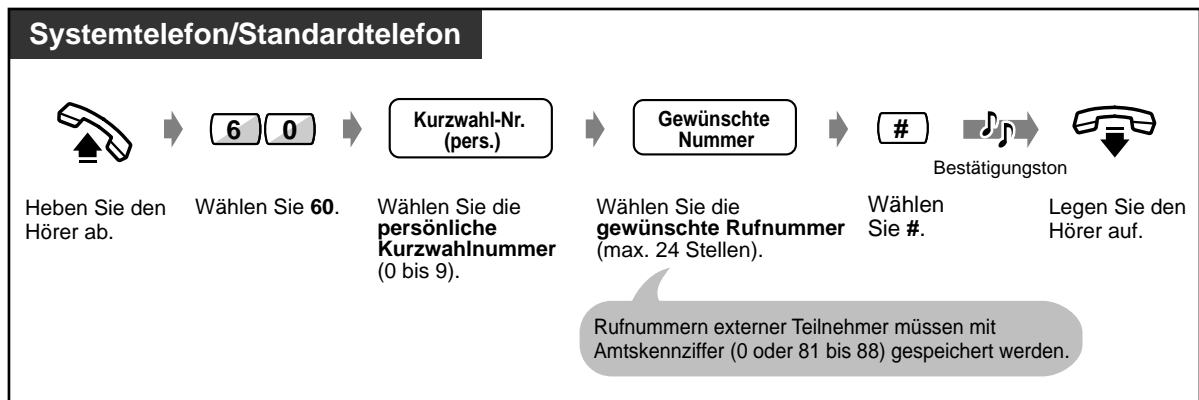 Systemtelefon/Standardtelefon
6 0
Kurzwahl-Nr.
(pers.)
Gewünschte
Nummer
#
Bestätigungston
Heben Sie den
Hörer ab.
Wählen Sie 60.
Wählen Sie die
persönliche
Kurzwahlnummer
(0 bis 9).
Wählen Sie die
gewünschte Rufnummer
(max. 24 Stellen).
Wählen
Sie #.
Legen Sie den
Hörer auf.
Rufnummern externer Teilnehmer müssen mit
Amtskennziffer (0 oder 81 bis 88) gespeichert werden.